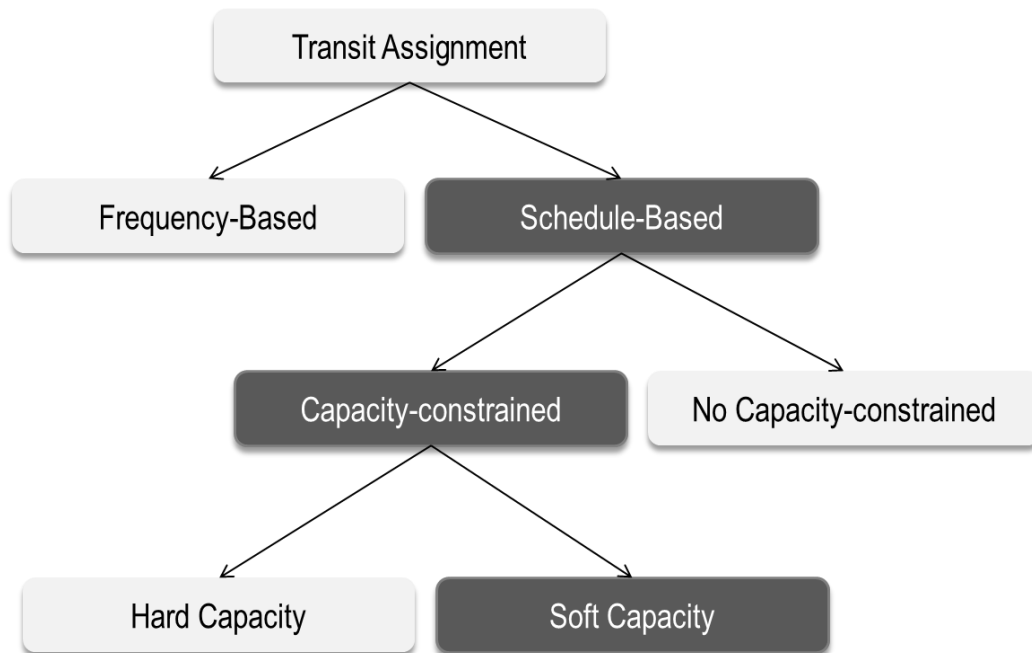 Transit Assignment
Frequency-Based
Schedule-Based
Capacity-constrained
No Capacity-constrained
Hard Capacity
Soft Capacity